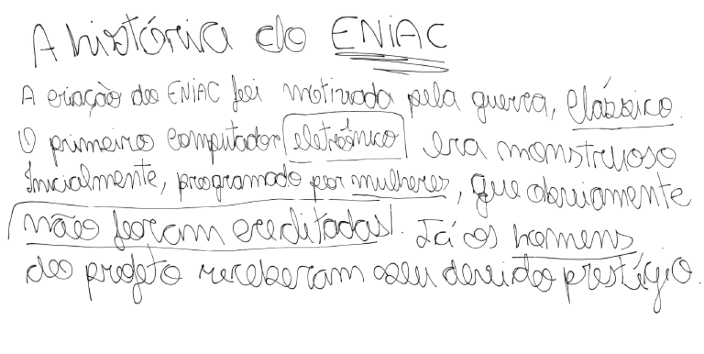 A história do ENIAC
A criação do ENIAC foi motivada pela guerra, clássico.
O primeiro computador eletrônico era monstruoso
Inicialmente, programado por mulheres, que obviamente
não foram creditadas. Já os homens
do projeto receberam seu devido prestígio.